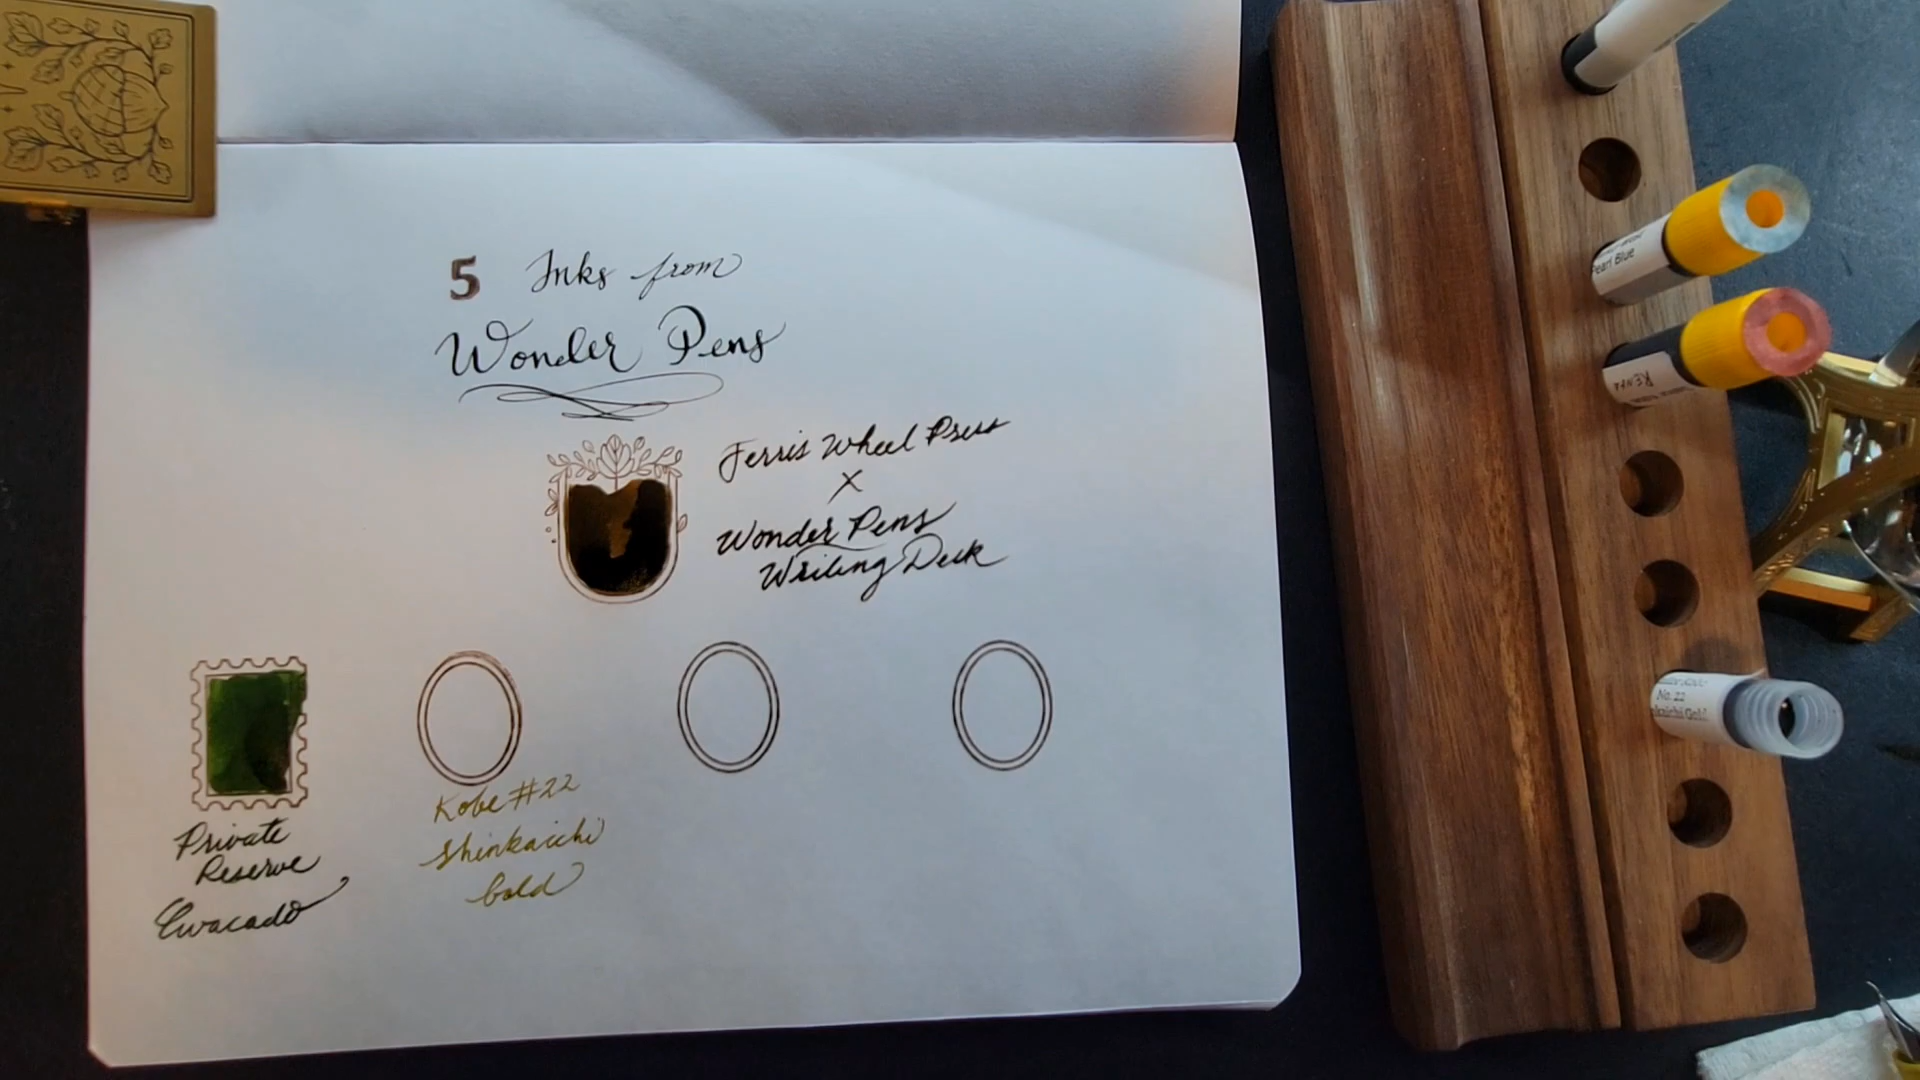 5 Inks from
Wonder Pens
Ferris Wheel Press
X
Wonder Pens
Writing Desk
Private
Reserve
Evvacado
Kobe #22
Shinkaichi
Gold
Pearl Blue
No. 22